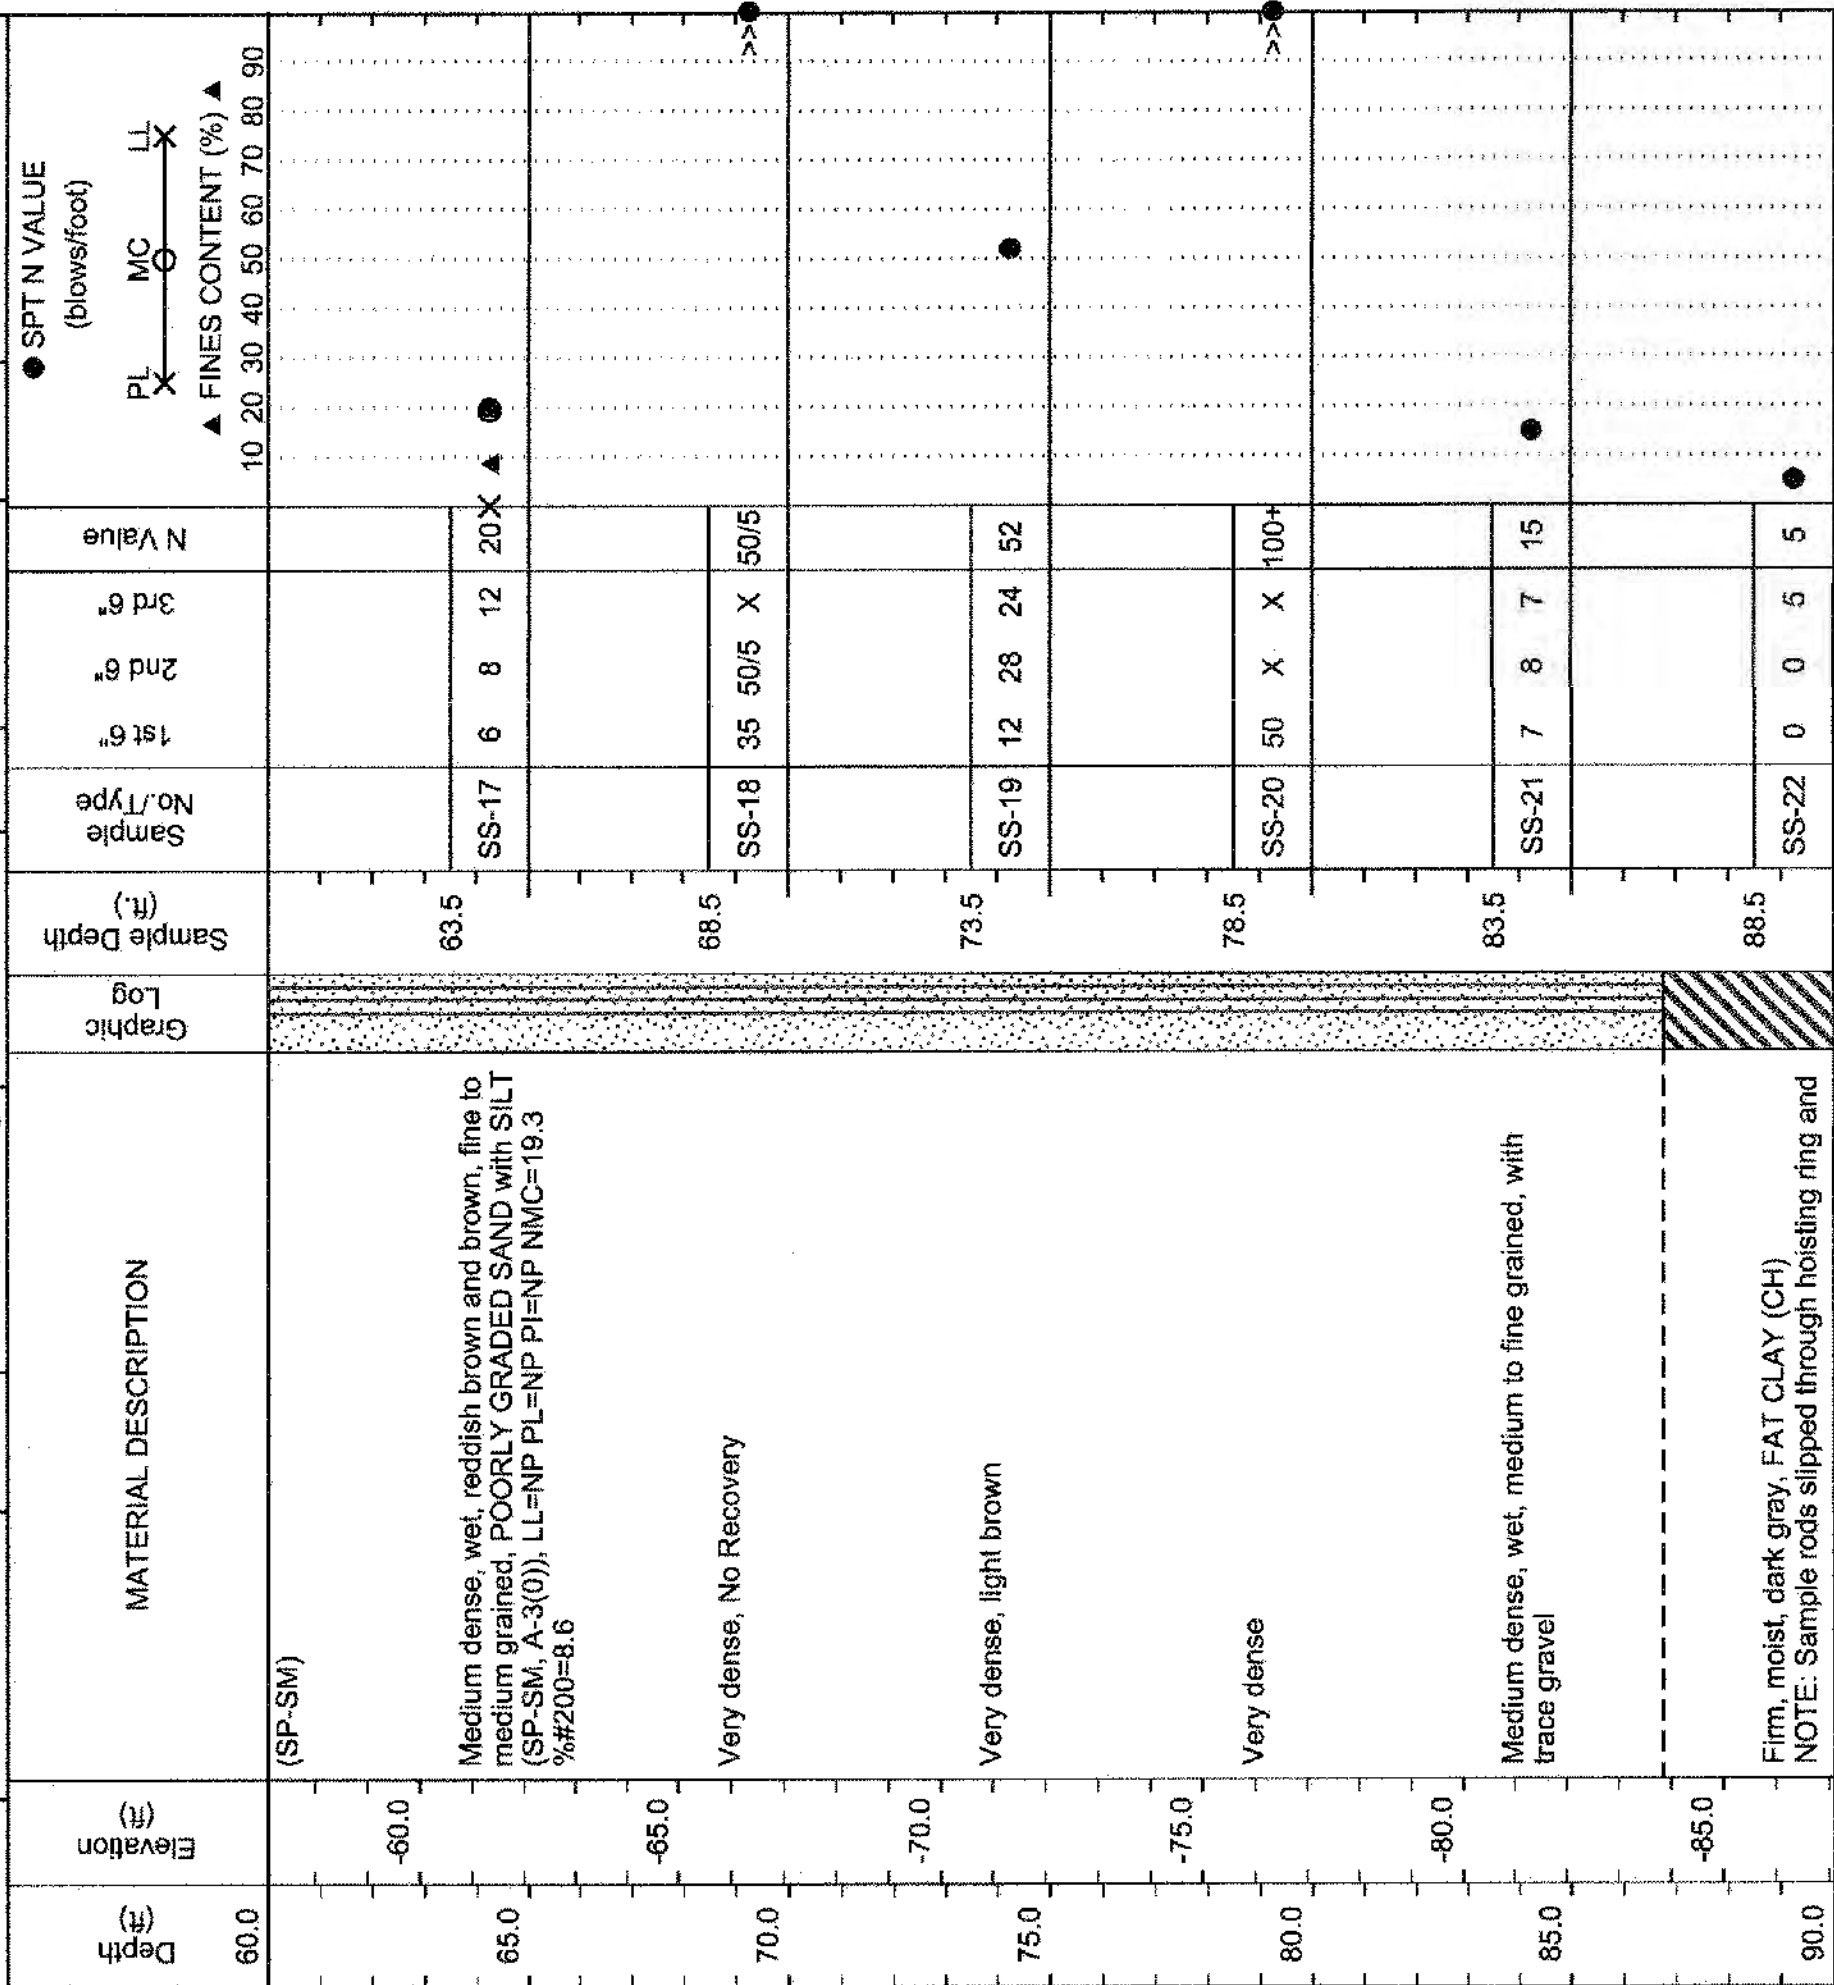 Depth
(ft)
Elevation
(ft)
MATERIAL DESCRIPTION
Graphic
Log
Sample Depth
(ft.)
Sample
No./Type
1st 6"
2nd 6"
3rd 6"
N Value
● SPT N VALUE
(blows/foot)
PL MC LL
▲ FINES CONTENT (%) ▲
10 20 30 40 50 60 70 80 90
60.0
(SP-SM)
-60.0
63.5
65.0
Medium dense, wet, reddish brown and brown, fine to
medium grained, POORLY GRADED SAND with SILT
(SP-SM, A-3(0)), LL=NP PL=NP PI=NP NMC=19.3
%#200=8.6
SS-17 6 8 12 20
-65.0
68.5
70.0
Very dense, No Recovery
SS-18 35 50/5 X 50/5
>>
-70.0
73.5
75.0
Very dense, light brown
SS-19 12 28 24 52
-75.0
78.5
80.0
Very dense
SS-20 50 X X 100+
>>
-80.0
83.5
85.0
Medium dense, wet, medium to fine grained, with
trace gravel
SS-21 7 8 7 15
-85.0
88.5
90.0
Firm, moist, dark gray, FAT CLAY (CH)
NOTE: Sample rods slipped through hoisting ring and
SS-22 0 0 5 5